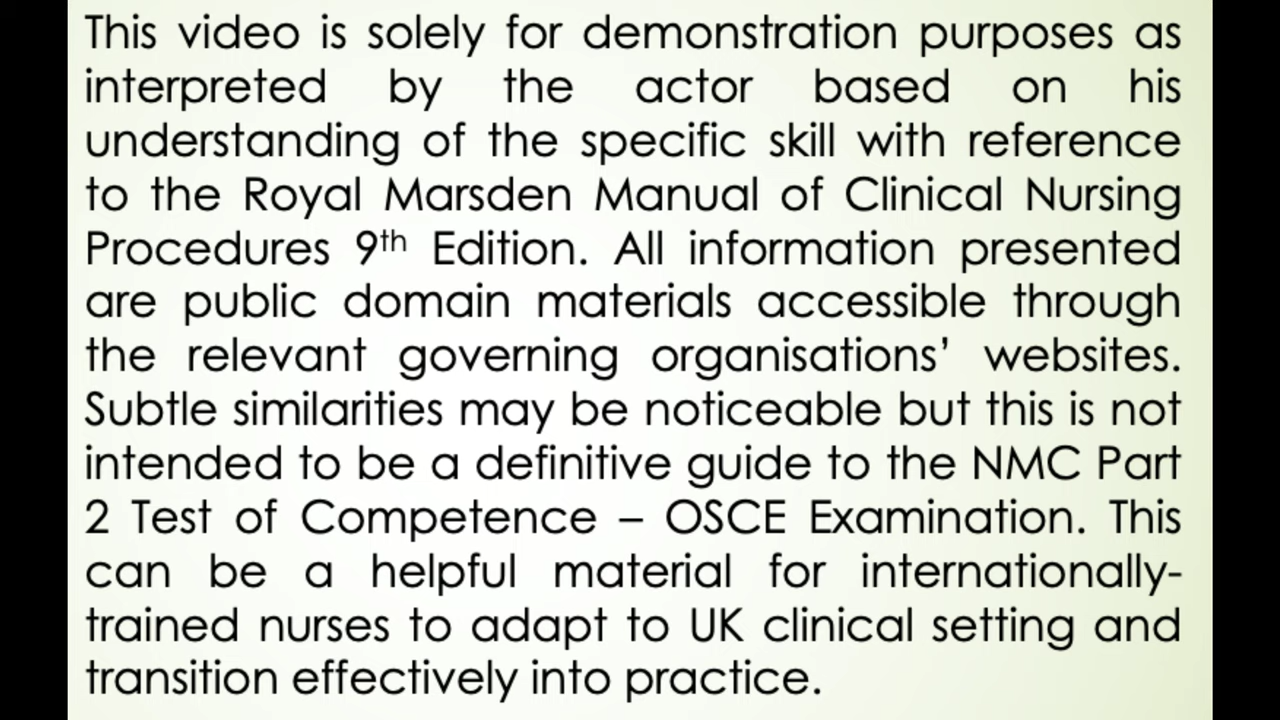 This video is solely for demonstration purposes as
interpreted by the actor based on his
understanding of the specific skill with reference
to the Royal Marsden Manual of Clinical Nursing
Procedures 9th Edition. All information presented
are public domain materials accessible through
the relevant governing organisations’ websites.
Subtle similarities may be noticeable but this is not
intended to be a definitive guide to the NMC Part
2 Test of Competence – OSCE Examination. This
can be a helpful material for internationally-
trained nurses to adapt to UK clinical setting and
transition effectively into practice.